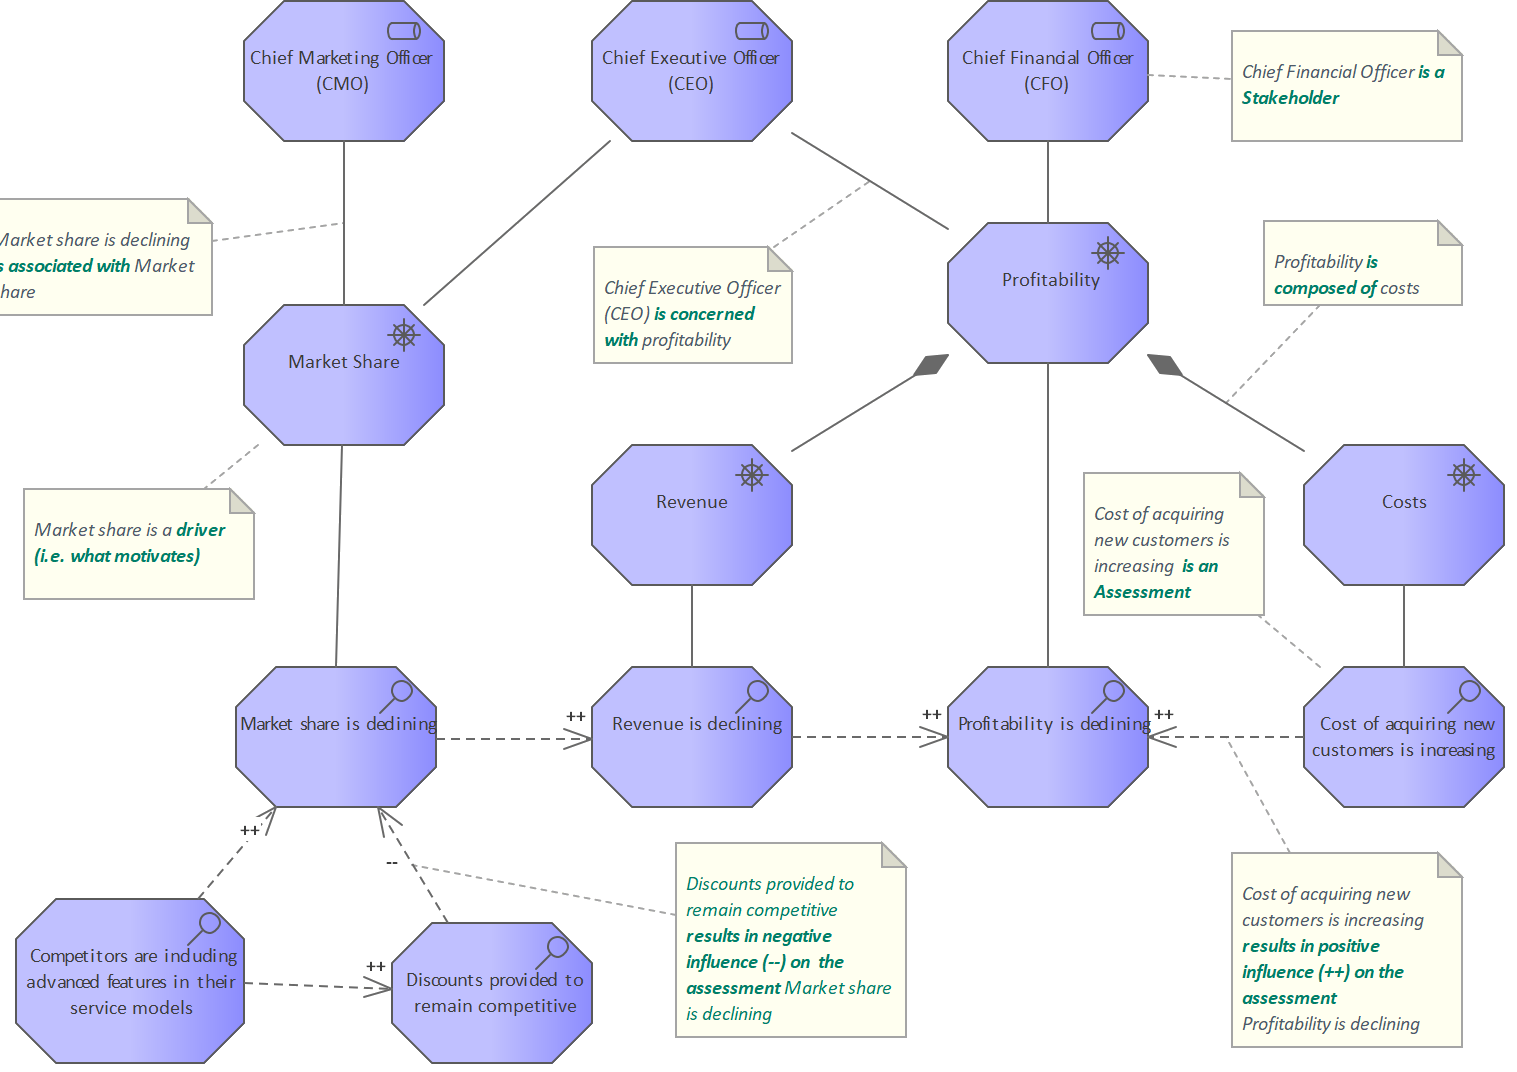 Chief Marketing Officer
(CMO)
Chief Executive Officer
(CEO)
Chief Financial Officer
(CFO)
Chief Financial Officer is a
Stakeholder
Market share is declining
associated with Market
Chief Executive Officer
(CEO) is concerned
with profitability
Profitability
Profitability is
composed of costs
Market Share
Market share is a driver
(i.e. what motivates)
Revenue
Cost of acquiring
new customers is
increasing is an
Assessment
Costs
Market share is declining
++
Revenue is declining
++
Profitability is declining
++
Cost of acquiring new
customers is increasing
++
--
Competitors are including
advanced features in their
service models
++
Discounts provided to
remain competitive
Discounts provided to
remain competitive
results in negative
influence (--) on the
assessment Market share
is declining
Cost of acquiring new
customers is increasing
results in positive
influence (++) on the
assessment
Profitability is declining